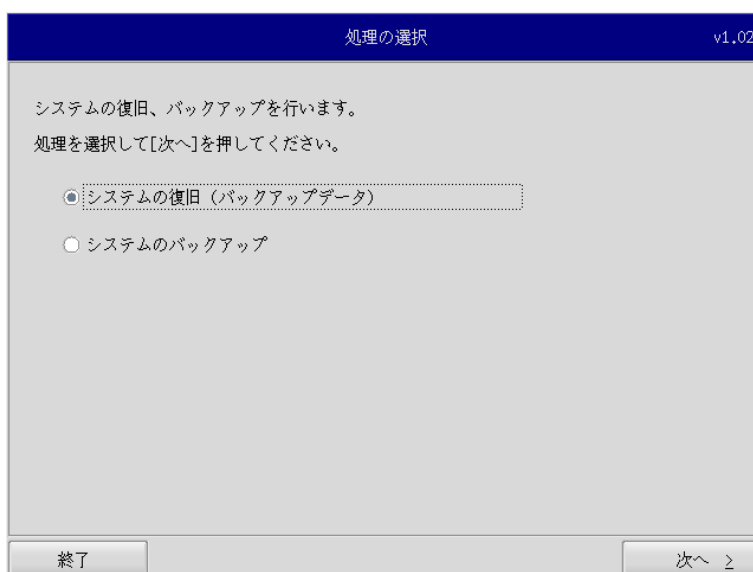 処理の選択
v1.02
システムの復旧、バックアップを行います。
処理を選択して[次へ]を押してください。
システムの復旧（バックアップデータ）
システムのバックアップ
終了
次へ >